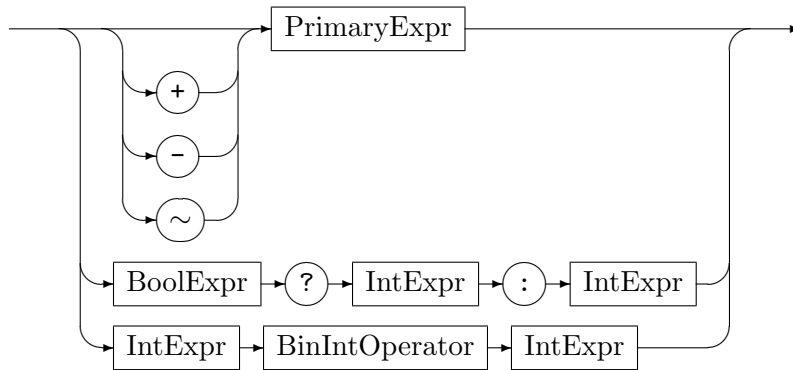 PrimaryExpr
+
-
~
BoolExpr ? IntExpr : IntExpr
IntExpr BinIntOperator IntExpr